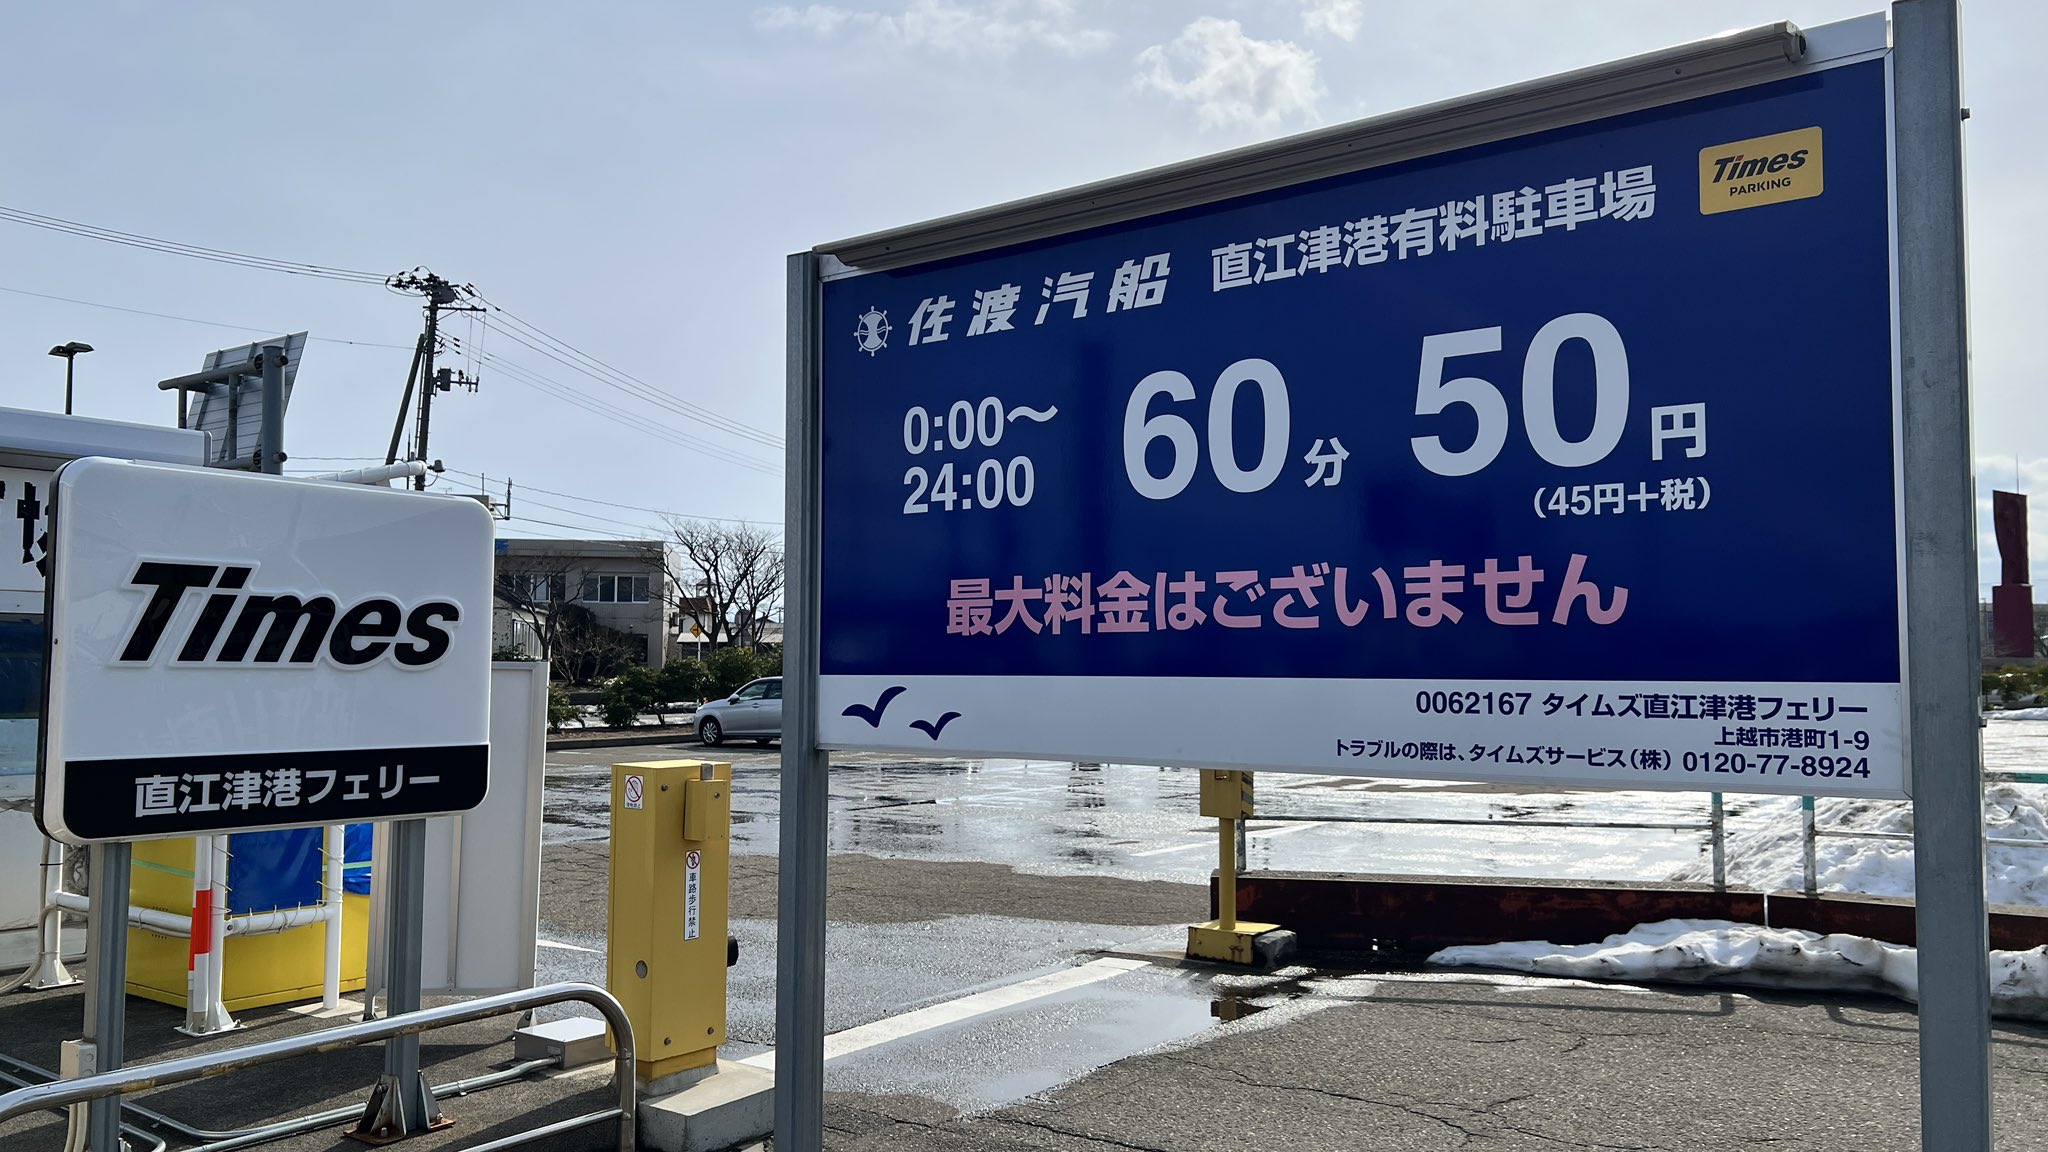 Times
直江津港フェリー
佐渡汽船 直江津港有料駐車場
Times
PARKING
0:00～
24:00
60分 50円
(45円+税)
最大料金はございません
0062167 タイムズ直江津港フェリー
上越市港町1-9
トラブルの際は、タイムズサービス(株) 0120-77-8924
車路歩行禁止